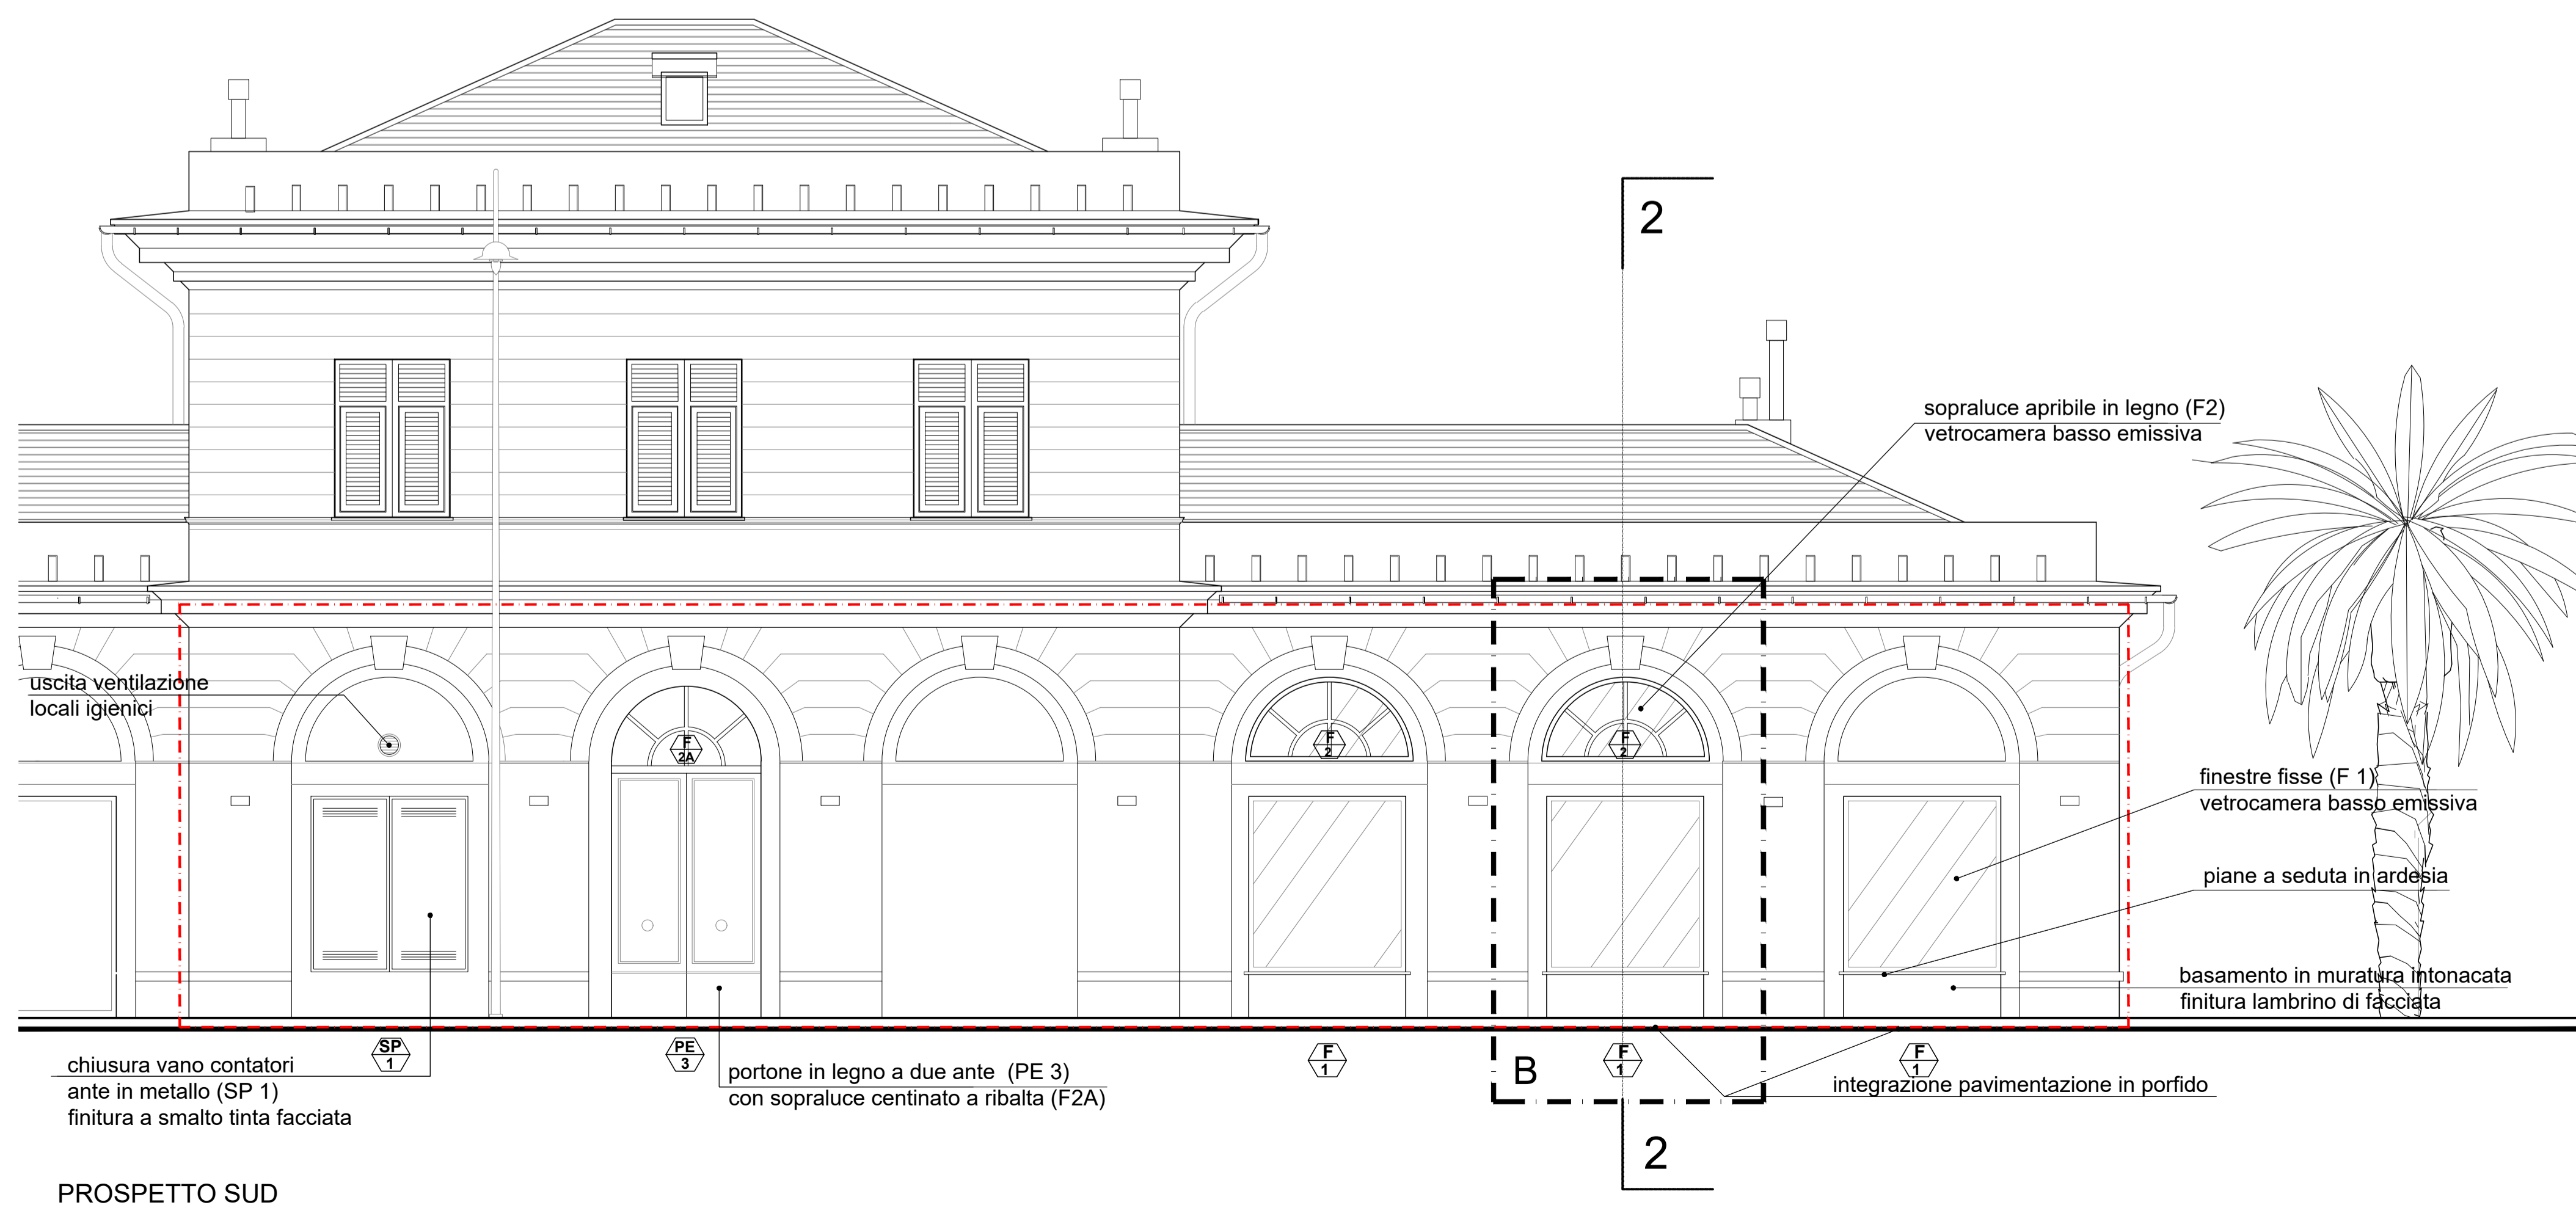 2
sopraluce apribile in legno (F2)
vetrocamera basso emissiva
uscita ventilazione
locali igienici
F
2A
F
2
F
2
finestre fisse (F 1)
vetrocamera basso emissiva
piane a seduta in ardesia
basamento in muratura intonacata
finitura lambrino di facciata
SP
1
PE
3
F
1
F
1
F
1
B
chiusura vano contatori
ante in metallo (SP 1)
finitura a smalto tinta facciata
portone in legno a due ante (PE 3)
con sopraluce centinato a ribalta (F2A)
integrazione pavimentazione in porfido
2
PROSPETTO SUD